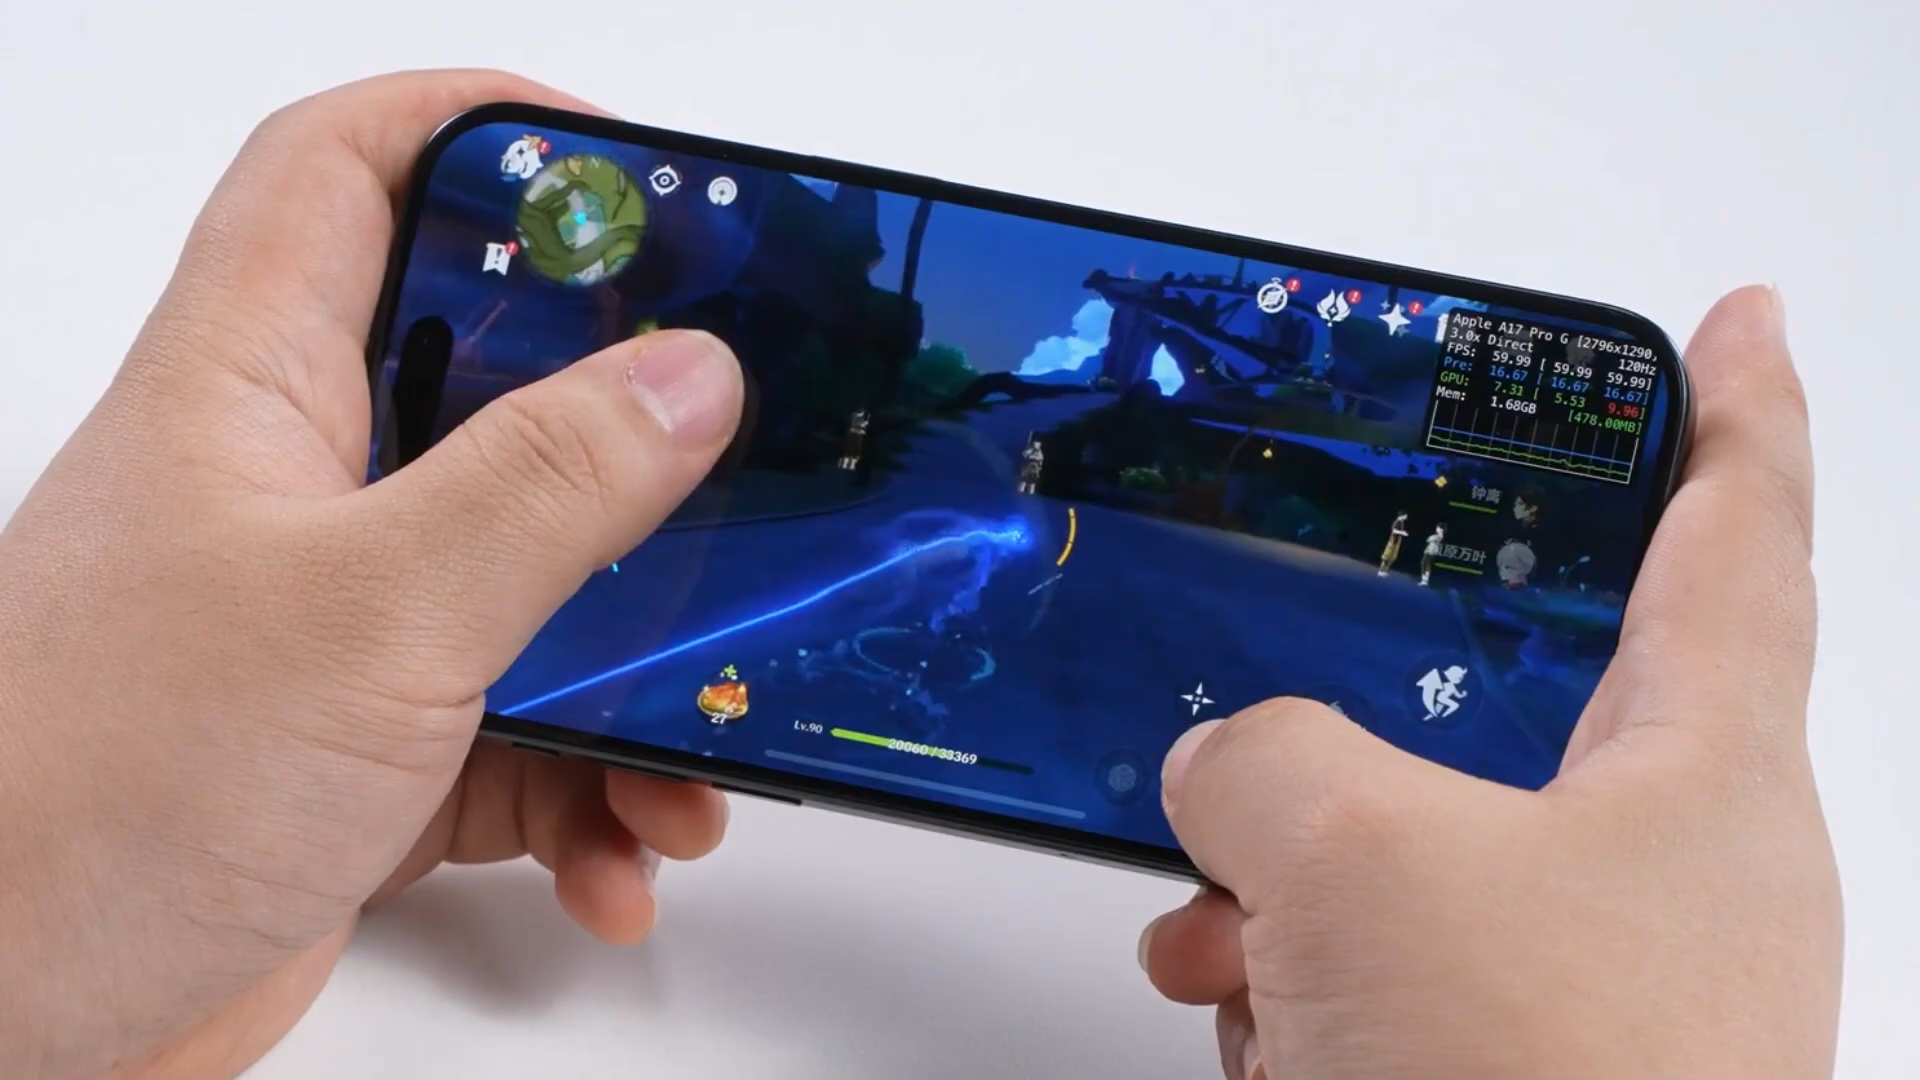 N
Apple A17 Pro G [2796x1290,
3.0x Direct 120Hz
FPS: 59.99 [ 59.99 59.99]
Pre: 16.67 [ 16.67 16.67]
GPU: 7.31 [ 5.53 9.96]
Mem: 1.68GB [478.00MB]
钟离
原万叶
27
Lv.90
20060 / 33369